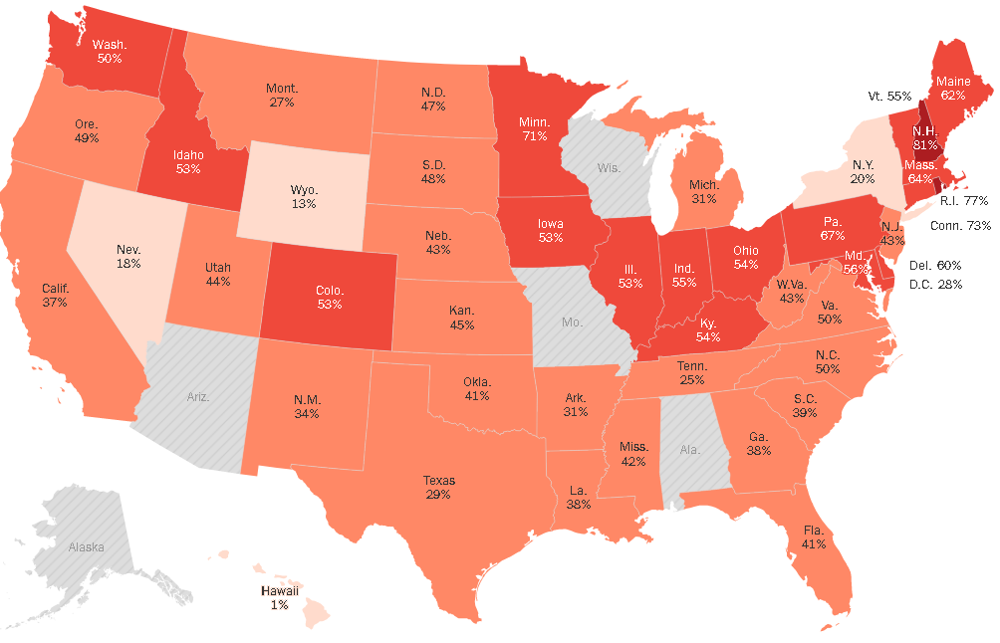 Wash.
50%
Ore.
49%
Calif.
37%
Nev.
18%
Idaho
53%
Mont.
27%
Wyo.
13%
Utah
44%
Colo.
53%
Ariz.
N.M.
34%
N.D.
47%
S.D.
48%
Neb.
43%
Kan.
45%
Okla.
41%
Texas
29%
Minn.
71%
Iowa
53%
Mo.
Ark.
31%
La.
38%
Wis.
Ill.
53%
Mich.
31%
Ind.
55%
Ohio
54%
Ky.
54%
Tenn.
25%
Miss.
42%
Ala.
Ga.
38%
Fla.
41%
S.C.
39%
N.C.
50%
Va.
50%
W.Va.
43%
Pa.
67%
N.Y.
20%
Vt. 55%
Maine
62%
N.H.
81%
Mass.
64%
R.I. 77%
Conn. 73%
N.J.
43%
Md.
56%
Del. 60%
D.C. 28%
Alaska
Hawaii
1%